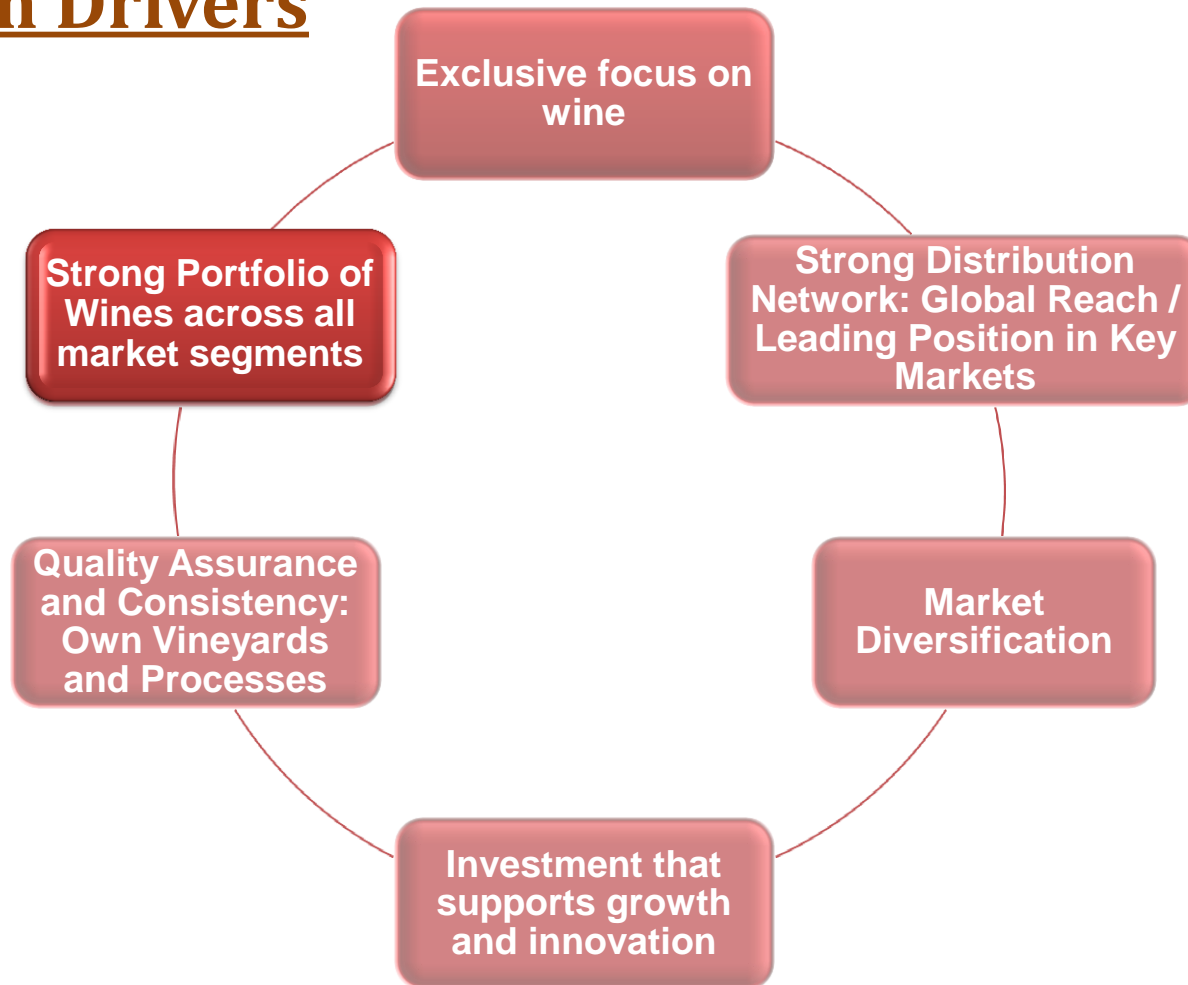 Drivers
Exclusive focus on
wine
Strong Portfolio of
Wines across all
market segments
Strong Distribution
Network: Global Reach /
Leading Position in Key
Markets
Quality Assurance
and Consistency:
Own Vineyards
and Processes
Market
Diversification
Investment that
supports growth
and innovation